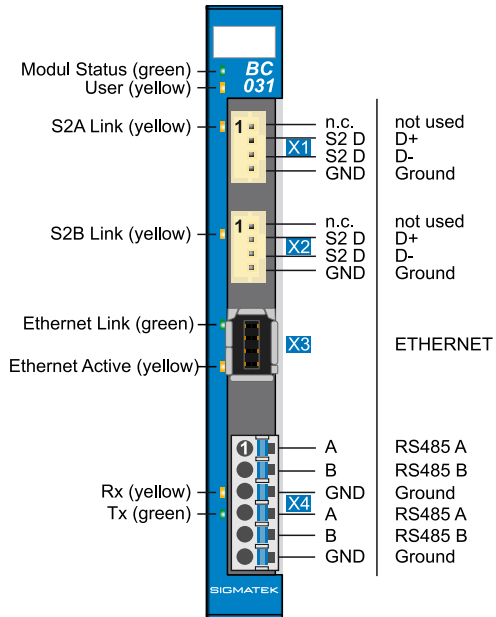 Modul Status (green)
BC
User (yellow)
031
S2A Link (yellow)
1
X1
n.c. not used
S2 D D+
S2 D D-
GND Ground
S2B Link (yellow)
1
X2
n.c. not used
S2 D D+
S2 D D-
GND Ground
Ethernet Link (green)
X3
ETHERNET
Ethernet Active (yellow)
1
A RS485 A
B RS485 B
Rx (yellow)
GND Ground
X4
Tx (green)
A RS485 A
B RS485 B
GND Ground
SIGMATEK